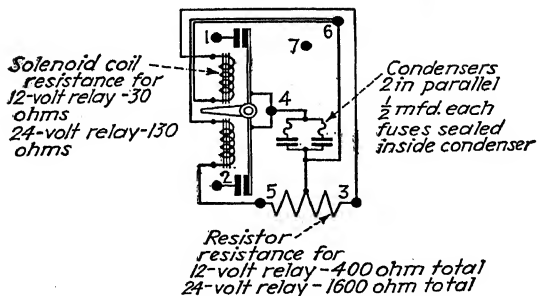 1
6
7
Solenoid coil
resistance for
12-volt relay-30
ohms
24-volt relay-130
ohms
4
Condensers
2 in parallel
½ mfd. each
fuses sealed
inside condenser
2
5
3
Resistor
resistance for
12-volt relay-400 ohm total
24-volt relay-1600 ohm total